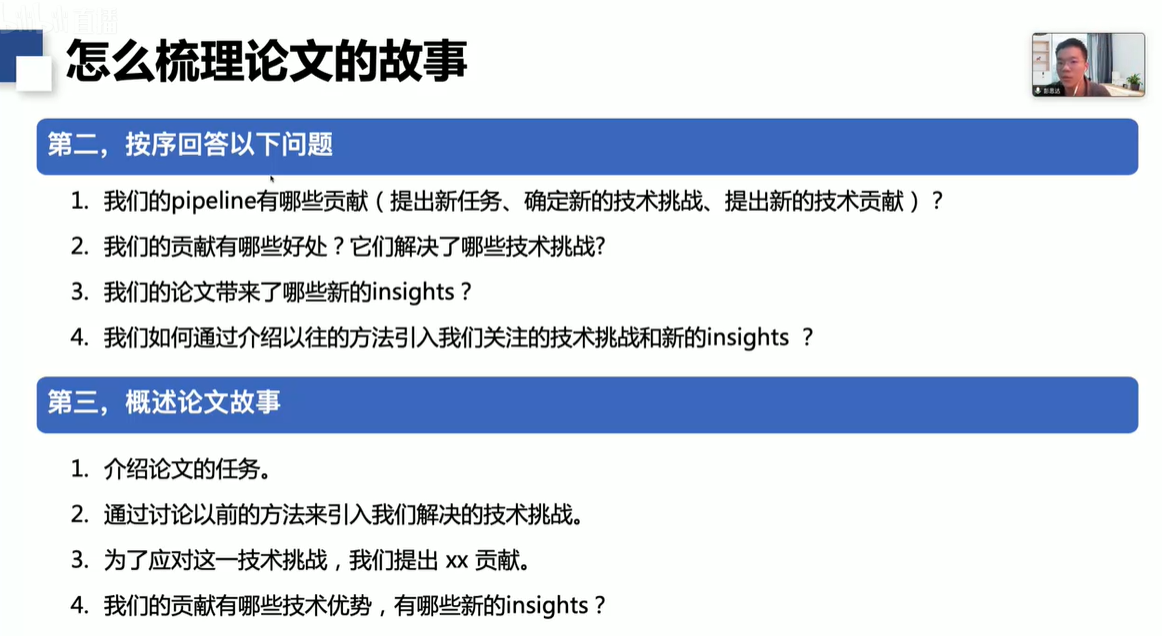 直播
怎么梳理论文的故事
彭思达
第二，按序回答以下问题
1. 我们的pipeline有哪些贡献（提出新任务、确定新的技术挑战、提出新的技术贡献）？
2. 我们的贡献有哪些好处？它们解决了哪些技术挑战?
3. 我们的论文带来了哪些新的insights？
4. 我们如何通过介绍以往的方法引入我们关注的技术挑战和新的insights ？
第三，概述论文故事
1. 介绍论文的任务。
2. 通过讨论以前的方法来引入我们解决的技术挑战。
3. 为了应对这一技术挑战，我们提出 xx 贡献。
4. 我们的贡献有哪些技术优势，有哪些新的insights？